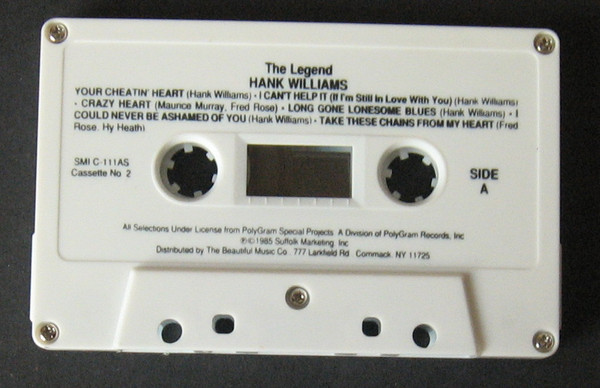 The Legend
HANK WILLIAMS
YOUR CHEATIN' HEART (Hank Williams) · I CAN'T HELP IT (If I'm Still in Love With You) (Hank Williams)
· CRAZY HEART (Maurice Murray, Fred Rose) · LONG GONE LONESOME BLUES (Hank Williams) · I
COULD NEVER BE ASHAMED OF YOU (Hank Williams) · TAKE THESE CHAINS FROM MY HEART (Fred
Rose, Hy Heath)
SMI C-111AS
Cassette No. 2
SIDE
A
All Selections Under License from PolyGram Special Projects. A Division of PolyGram Records, Inc
℗©1985 Suffolk Marketing, Inc
Distributed by The Beautiful Music Co. 777 Larkfield Rd. Commack, NY 11725